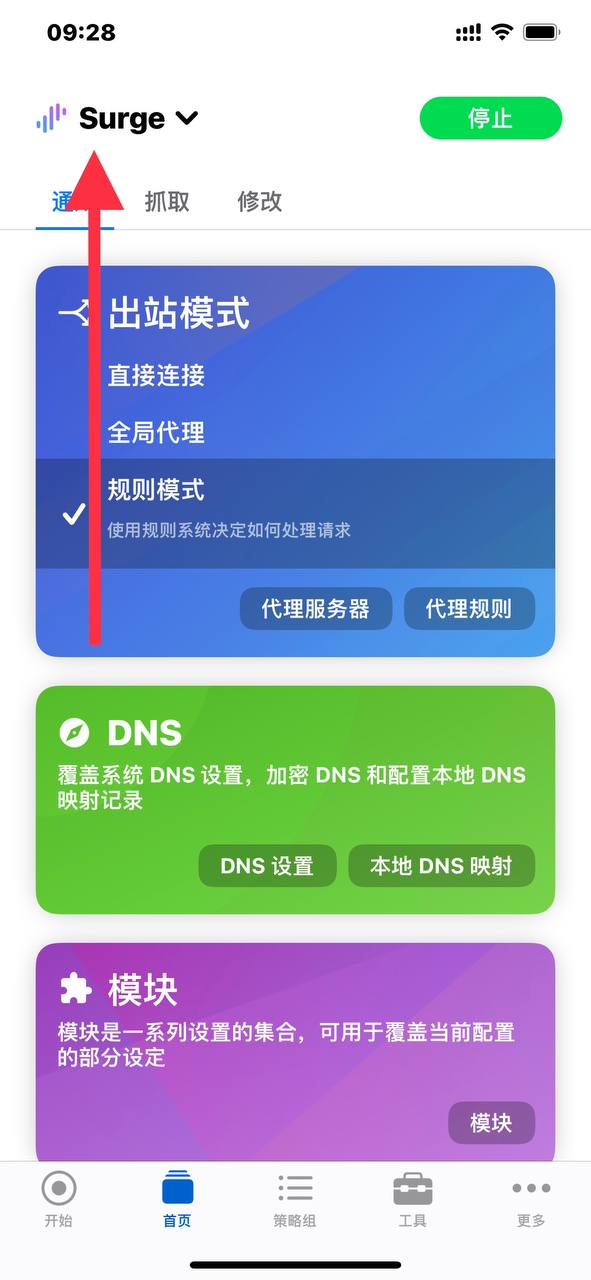 09:28
Surge
停止
通
抓取
修改
出站模式
直接连接
全局代理
规则模式
使用规则系统决定如何处理请求
代理服务器
代理规则
DNS
覆盖系统 DNS 设置，加密 DNS 和配置本地 DNS
映射记录
DNS 设置
本地 DNS 映射
模块
模块是一系列设置的集合，可用于覆盖当前配置
的部分设定
模块
开始
首页
策略组
工具
更多